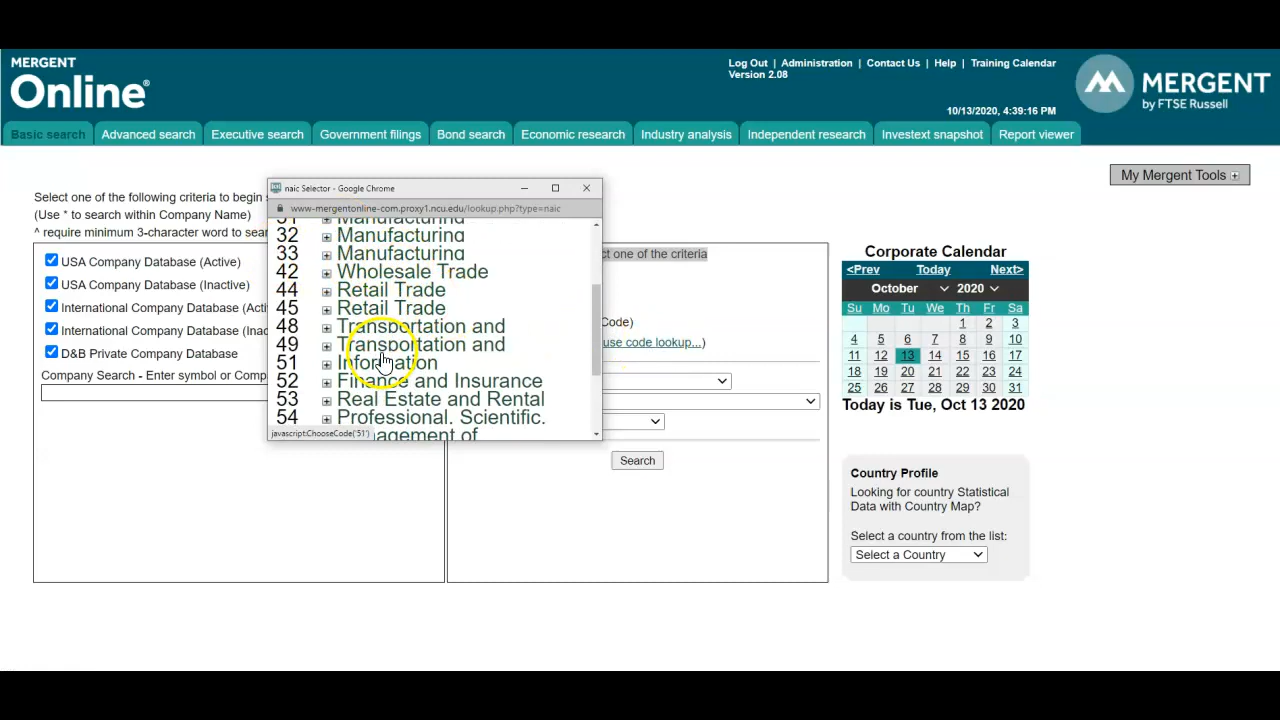 MERGENT
Online®
Log Out | Administration | Contact Us | Help | Training Calendar
Version 2.08
10/13/2020, 4:39:16 PM
MERGENT
by FTSE Russell
Basic search
Advanced search
Executive search
Government filings
Bond search
Economic research
Industry analysis
Independent research
Investext snapshot
Report viewer
My Mergent Tools
Select one of the following criteria to begin
(Use * to search within Company Name)
^ require minimum 3-character word to sea
USA Company Database (Active)
USA Company Database (Inactive)
International Company Database (Acti
International Company Database (Inac
D&B Private Company Database
Company Search - Enter symbol or Comp
naic Selector - Google Chrome
www-mergentonline-com.proxy1.ncu.edu/lookup.php?type=naic
31 Manufacturing
32 Manufacturing
33 Manufacturing
42 Wholesale Trade
44 Retail Trade
45 Retail Trade
48 Transportation and
49 Transportation and
51 Information
52 Finance and Insurance
53 Real Estate and Rental
54 Professional, Scientific,
agement of
javascript:ChooseCode('51')
ct one of the criteria
Code)
use code lookup...)
Search
Corporate Calendar
<Prev Today Next>
October 2020
Su Mo Tu We Th Fr Sa
1 2 3
4 5 6 7 8 9 10
11 12 13 14 15 16 17
18 19 20 21 22 23 24
25 26 27 28 29 30 31
Today is Tue, Oct 13 2020
Country Profile
Looking for country Statistical
Data with Country Map?
Select a country from the list:
Select a Country